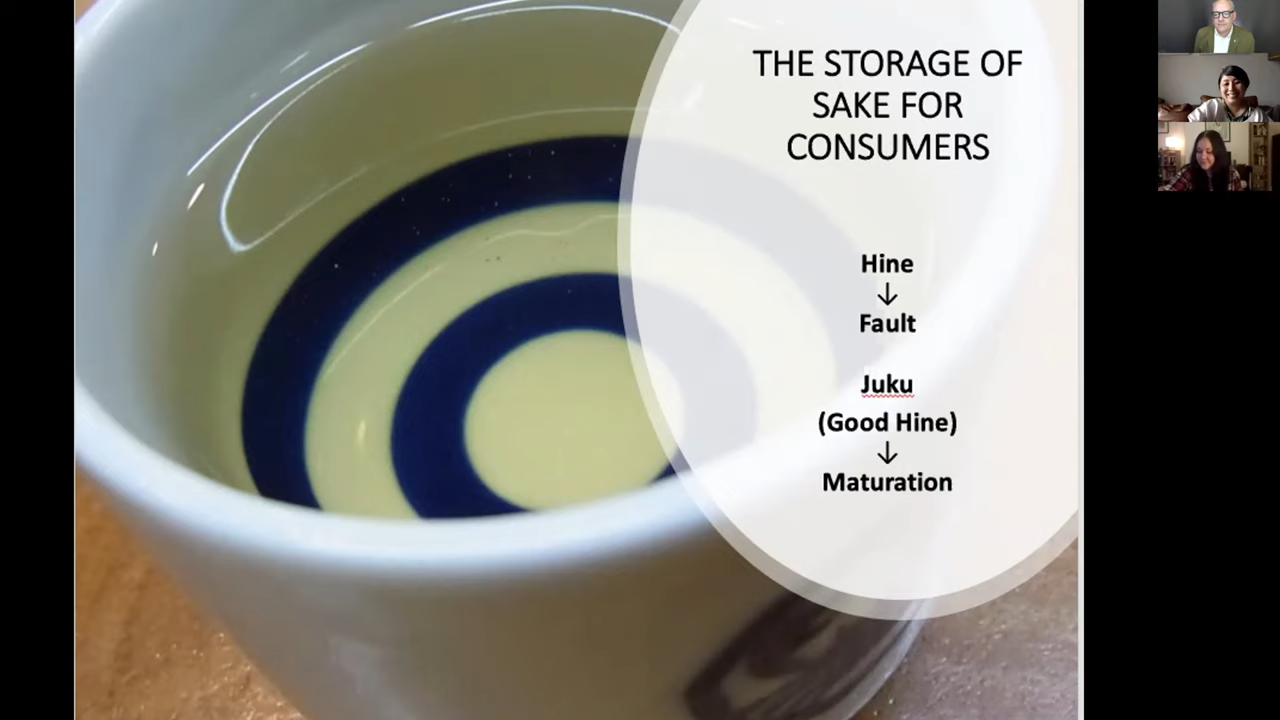 THE STORAGE OF
SAKE FOR
CONSUMERS
Hine
↓
Fault
Juku
(Good Hine)
↓
Maturation